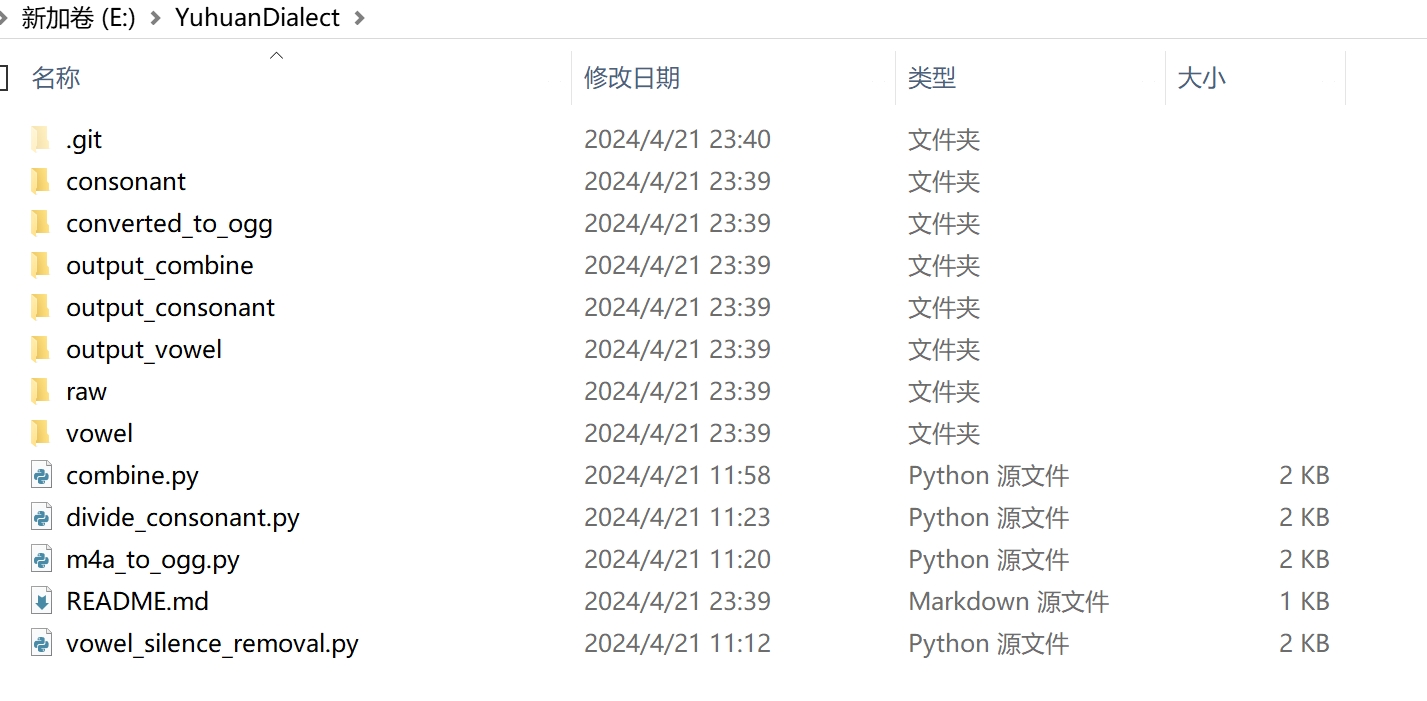 新加卷 (E:) > YuhuanDialect >
名称 修改日期 类型 大小
.git 2024/4/21 23:40 文件夹
consonant 2024/4/21 23:39 文件夹
converted_to_ogg 2024/4/21 23:39 文件夹
output_combine 2024/4/21 23:39 文件夹
output_consonant 2024/4/21 23:39 文件夹
output_vowel 2024/4/21 23:39 文件夹
raw 2024/4/21 23:39 文件夹
vowel 2024/4/21 23:39 文件夹
combine.py 2024/4/21 11:58 Python 源文件 2 KB
divide_consonant.py 2024/4/21 11:23 Python 源文件 2 KB
m4a_to_ogg.py 2024/4/21 11:20 Python 源文件 2 KB
README.md 2024/4/21 23:39 Markdown 源文件 1 KB
vowel_silence_removal.py 2024/4/21 11:12 Python 源文件 2 KB